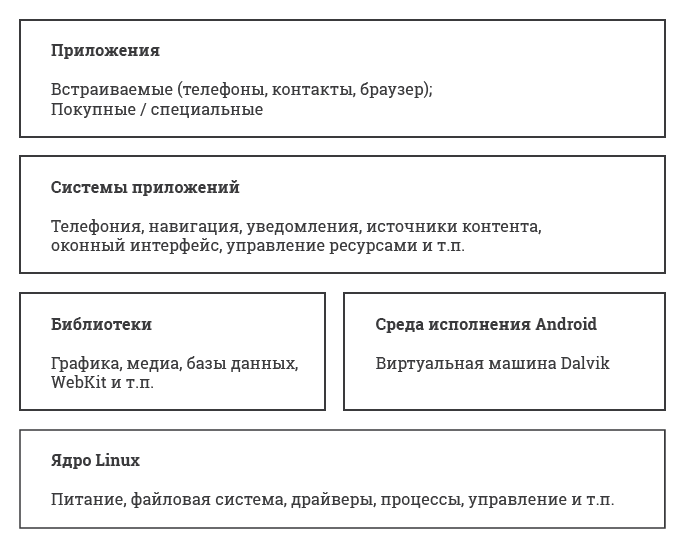 Приложения
Встраиваемые (телефоны, контакты, браузер);
Покупные / специальные
Системы приложений
Телефония, навигация, уведомления, источники контента,
оконный интерфейс, управление ресурсами и т.п.
Библиотеки
Графика, медиа, базы данных,
WebKit и т.п.
Среда исполнения Android
Виртуальная машина Dalvik
Ядро Linux
Питание, файловая система, драйверы, процессы, управление и т.п.